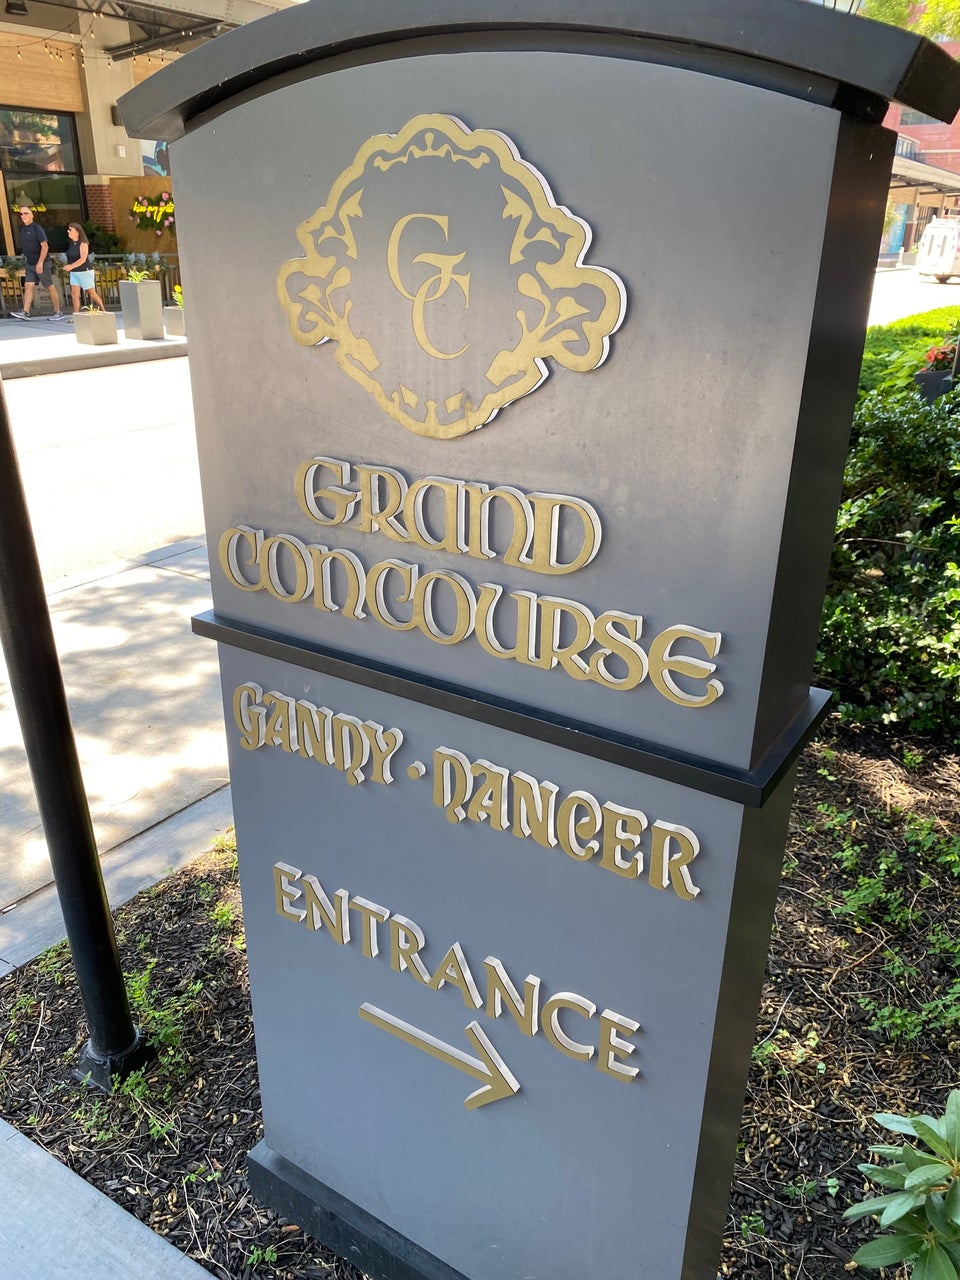 GC
GRAND
CONCOURSE
GANDY · DANCER
ENTRANCE